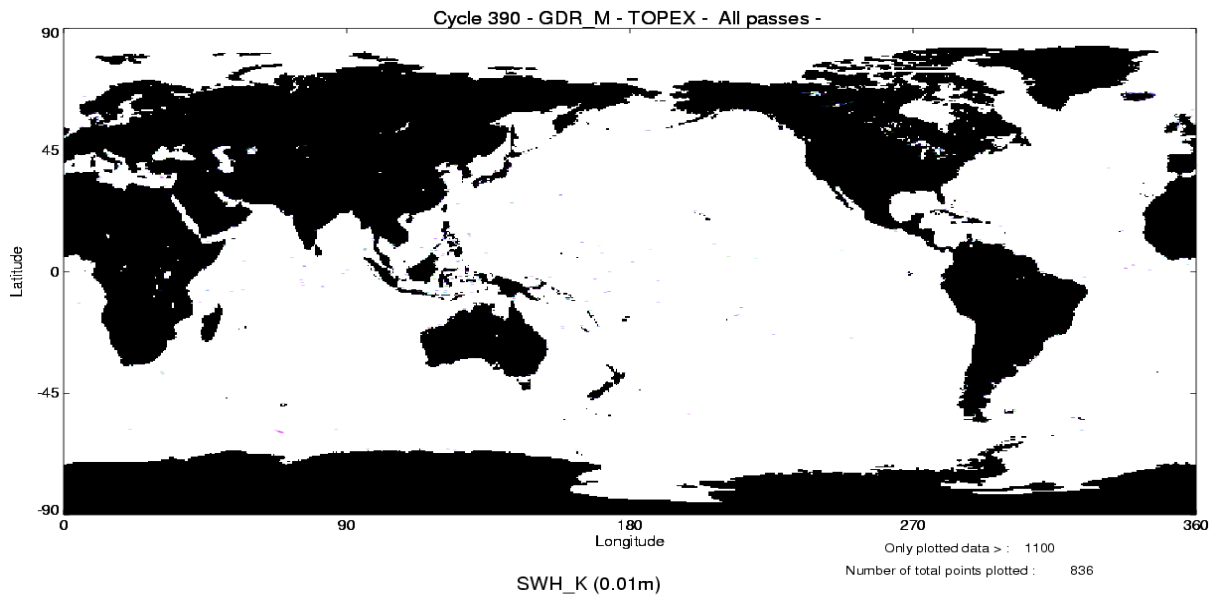 Cycle 390 - GDR_M - TOPEX - All passes -
90
45
0
-45
-90
Latitude
0 90 180 270 360
Longitude
Only plotted data > : 1100
Number of total points plotted : 836
SWH_K (0.01m)